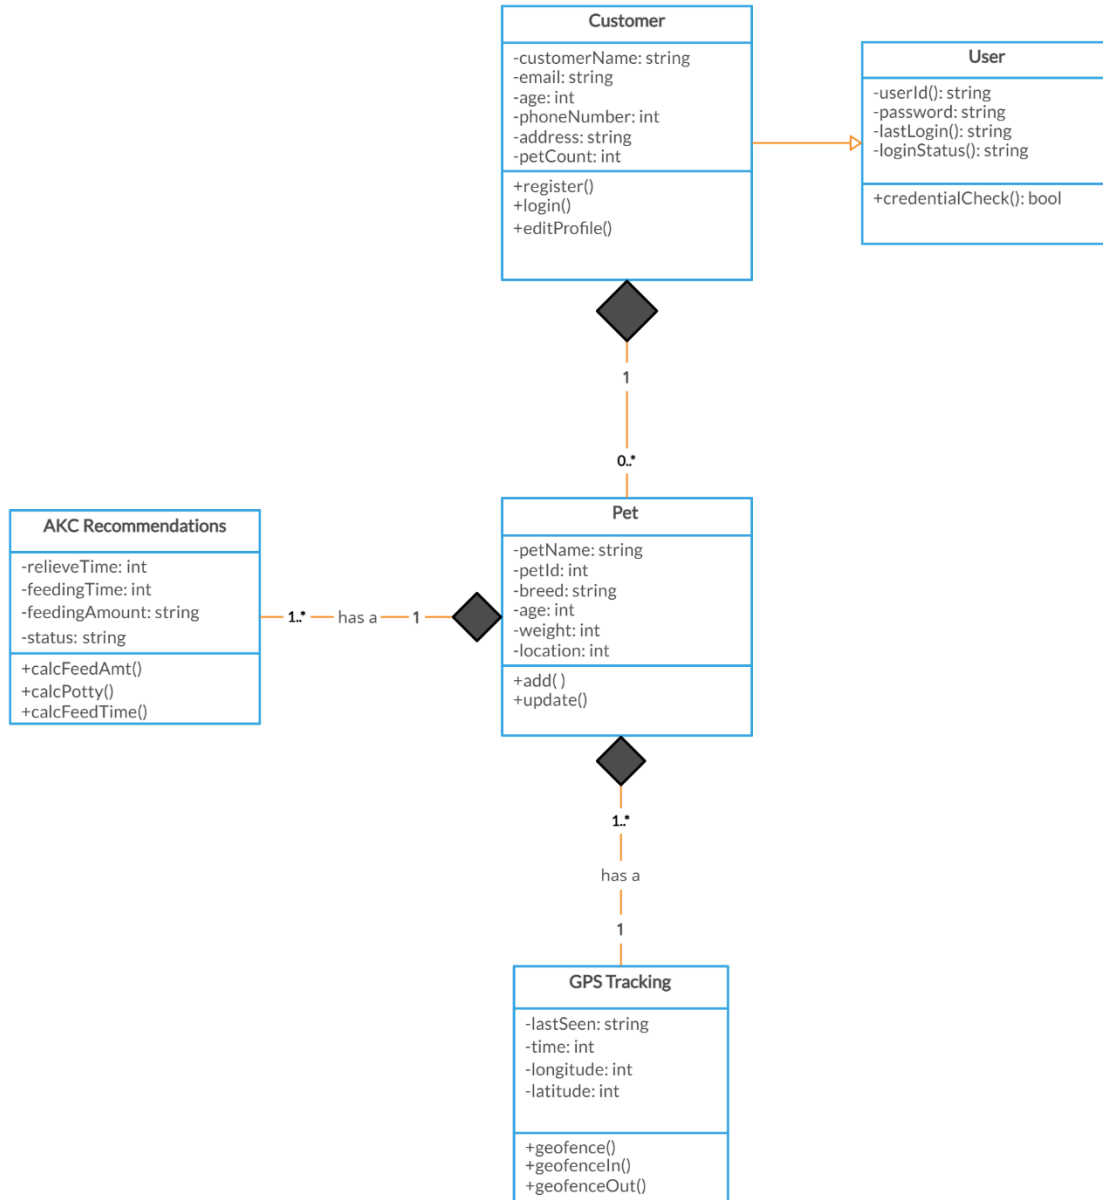 Customer
-customerName: string
-email: string
-age: int
-phoneNumber: int
-address: string
-petCount: int
+register()
+login()
+editProfile()
User
-userId(): string
-password: string
-lastLogin(): string
-loginStatus(): string
+credentialCheck(): bool
1
0..*
AKC Recommendations
-relieveTime: int
-feedingTime: int
-feedingAmount: string
-status: string
+calcFeedAmt()
+calcPotty()
+calcFeedTime()
1..* has a 1
Pet
-petName: string
-petId: int
-breed: string
-age: int
-weight: int
-location: int
+add( )
+update()
1..*
has a
1
GPS Tracking
-lastSeen: string
-time: int
-longitude: int
-latitude: int
+geofence()
+geofenceIn()
+geofenceOut()